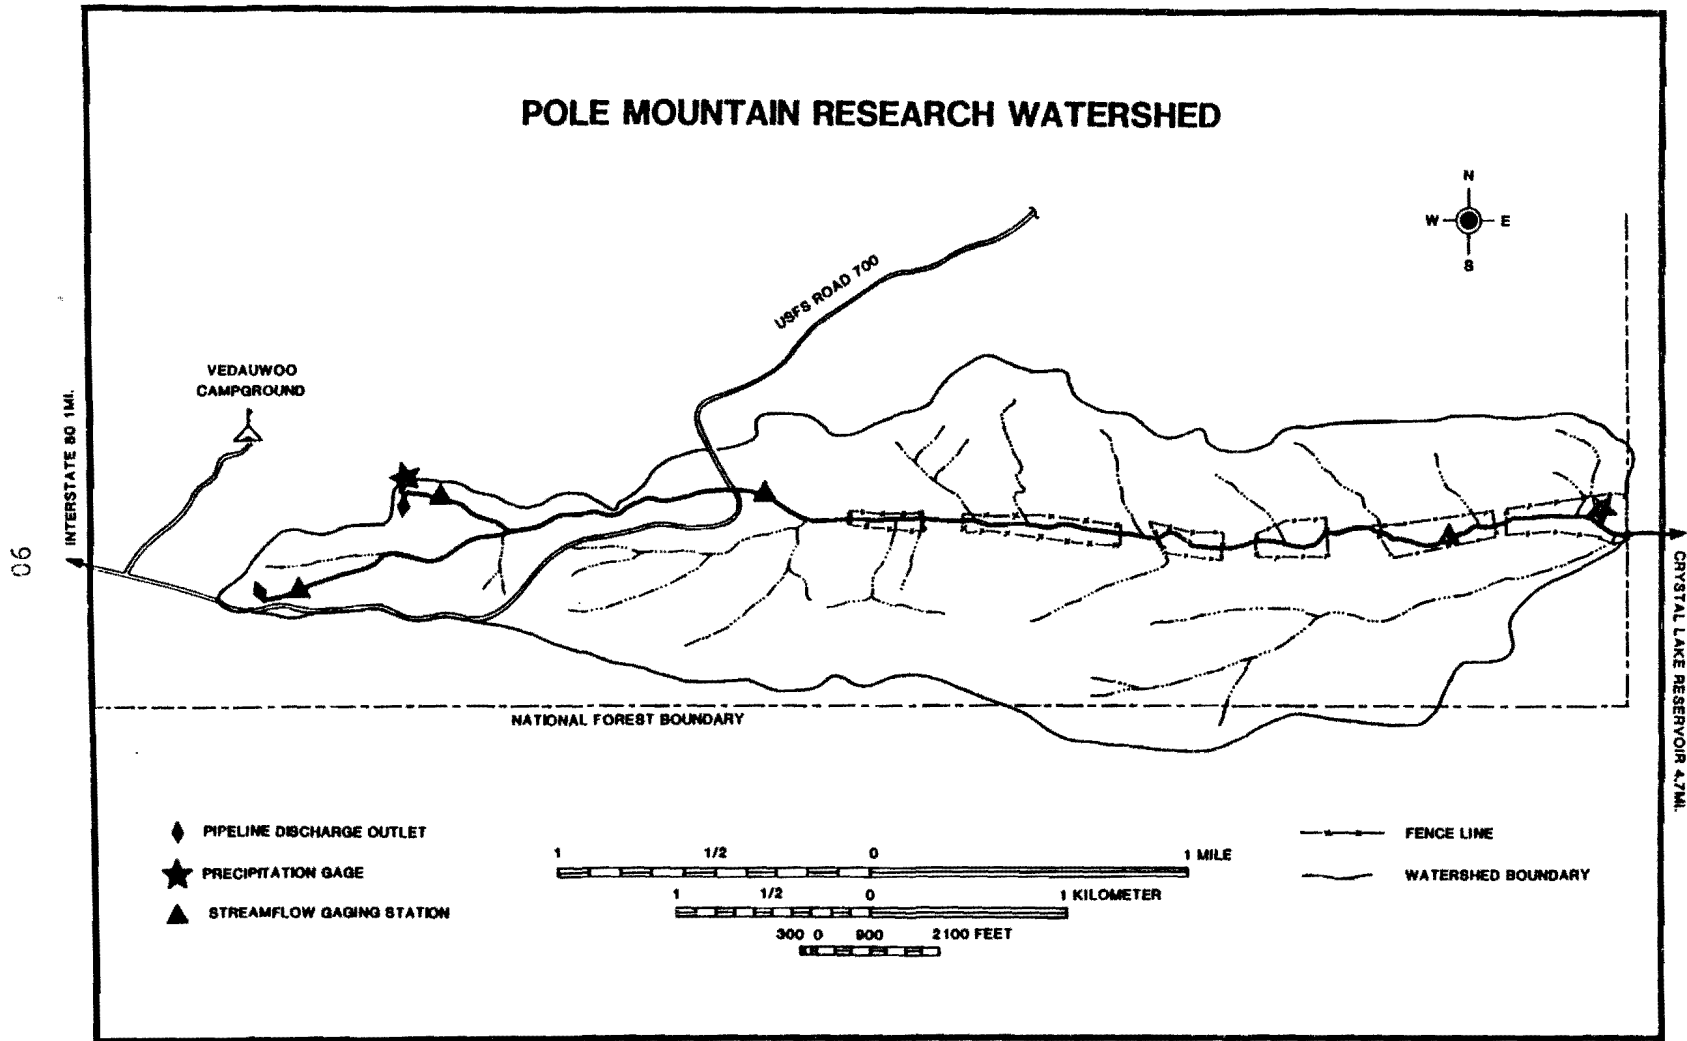 POLE MOUNTAIN RESEARCH WATERSHED
N
W E
S
USFS ROAD 700
VEDAUWOO
CAMPGROUND
INTERSTATE 80 1MI.
90
CRYSTAL LAKE RESERVOIR 4.7MI.
NATIONAL FOREST BOUNDARY
PIPELINE DISCHARGE OUTLET
PRECIPITATION GAGE
STREAMFLOW GAGING STATION
1 1/2 0 1 MILE
1 1/2 0 1 KILOMETER
300 0 900 2100 FEET
FENCE LINE
WATERSHED BOUNDARY